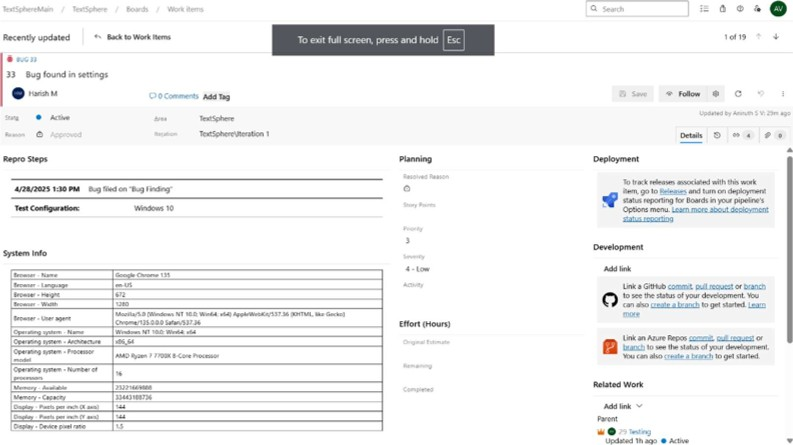 TextSphereMain / TextSphere / Boards / Work items
Search
AV
Recently updated
Back to Work Items
To exit full screen, press and hold Esc
1 of 19
BUG 33
33 Bug found in settings
Harish M
0 Comments Add Tag
Save
Follow
Updated by Anirudh S V: 23m ago
State Active
Area TextSphere
Reason Approved
Iteration TextSphere\Iteration 1
Details
4
0
Repro Steps
4/28/2025 1:30 PM Bug filed on "Bug Finding"
Test Configuration: Windows 10
System Info
Browser - Name Google Chrome 135
Browser - Language en-US
Browser - Height 672
Browser - Width 1280
Browser - User agent Mozilla/5.0 (Windows NT 10.0; Win64; x64) AppleWebKit/537.36 (KHTML, like Gecko)
Chrome/135.0.0.0 Safari/537.36
Operating system - Name Windows NT 10.0; Win64; x64
Operating system - Architecture x86_64
Operating system - Processor
model AMD Ryzen 7 7700X 8-Core Processor
Operating system - Number of
processors 16
Memory - Available
Memory - Capacity
Display - Pixels per inch (X axis) 144
Display - Pixels per inch (Y axis) 144
Display - Device pixel ratio 1.5
Planning
Resolved Reason
Story Points
Priority
3
Severity
4 - Low
Activity
Effort (Hours)
Original Estimate
Remaining
Completed
Deployment
To track releases associated with this work
item, go to Releases and turn on deployment
status reporting for Boards in your pipeline's
Options menu. Learn more about deployment
status reporting
Development
Add link
Link a GitHub commit, pull request or branch
to see the status of your development. You
can also create a branch to get started. Learn
more
Link an Azure Repos commit, pull request or
branch to see the status of your development.
You can also create a branch to get started.
Related Work
Add link
Parent
29 Testing
Updated 1h ago Active